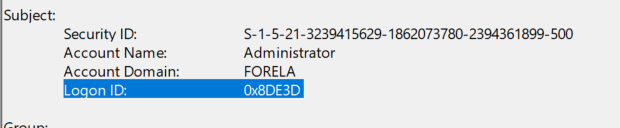 Subject:
Security ID: S-1-5-21-3239415629-1862073780-2394361899-500
Account Name: Administrator
Account Domain: FORELA
Logon ID: 0x8DE3D
Group: